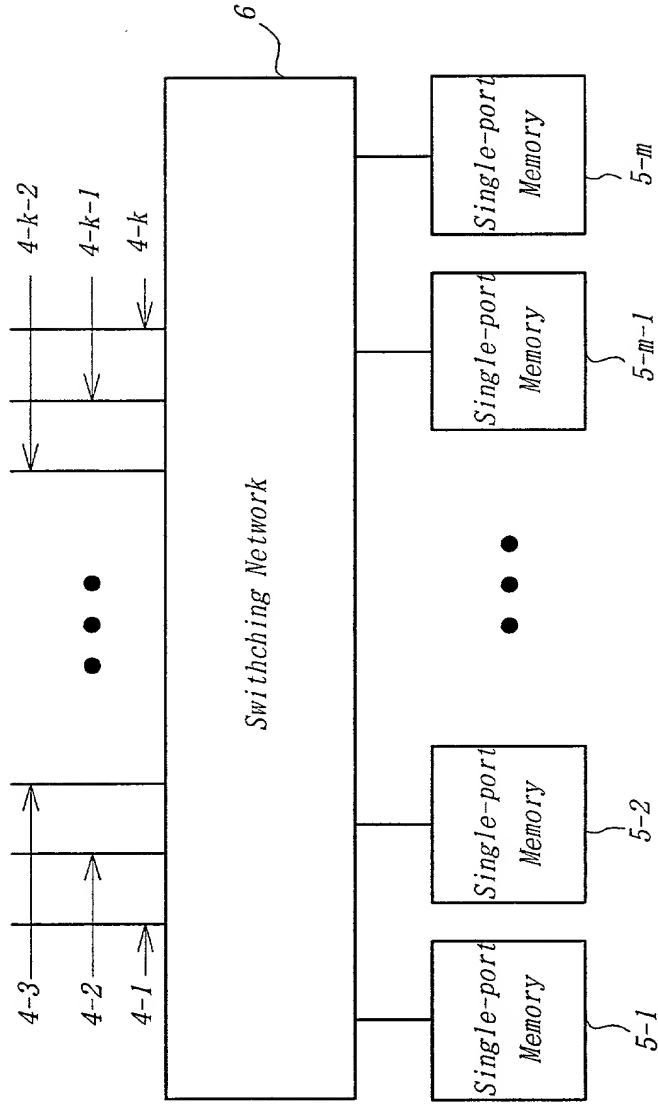 4-3
4-2
4-1
4-k-2
4-k-1
4-k
6
Swithching Network
Single-port
Memory
Single-port
Memory
Single-port
Memory
Single-port
Memory
5-1
5-2
5-m-1
5-m